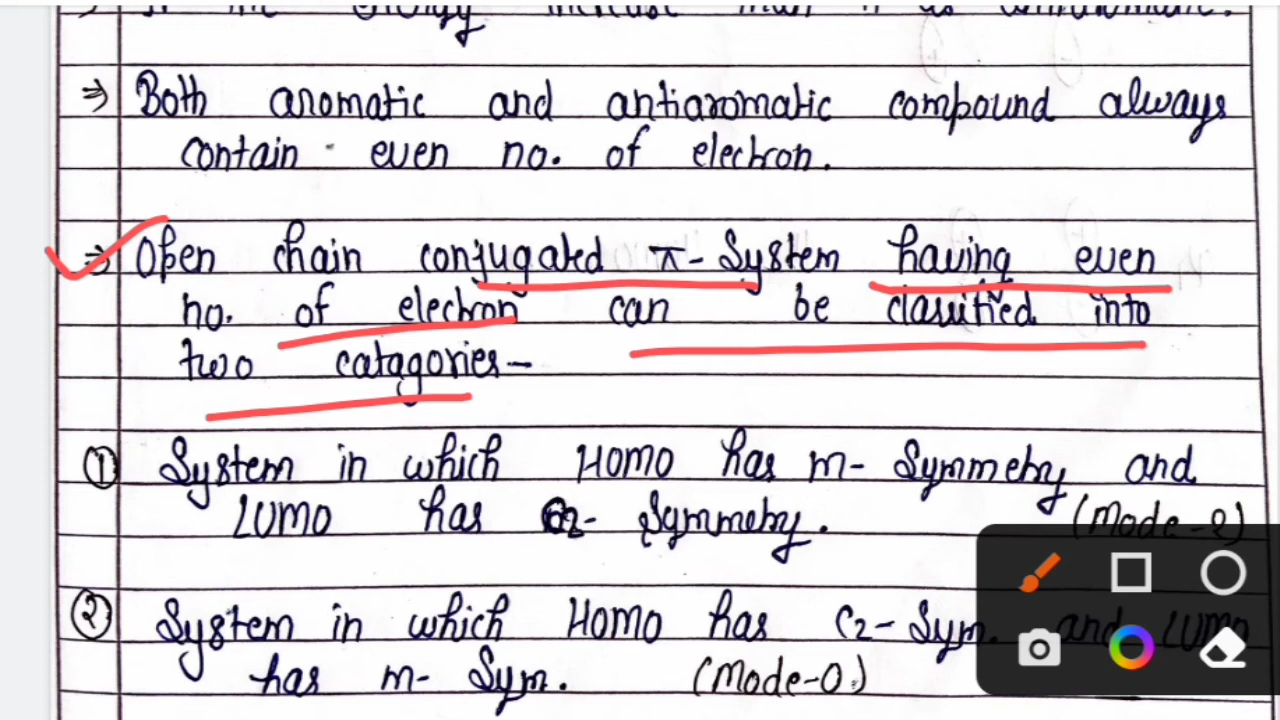 ⇒ Both aromatic and antiaromatic compound always
contain even no. of electron.
⇒ Open chain conjugated π- System having even
no. of electron can be classified into
two catagories-
① System in which HOMO has m- Symmetry and
LUMO has C2- Symmetry. (Mode-2)
② System in which HOMO has C2- Sym. and LUMO
has m- Sym. (Mode-0)